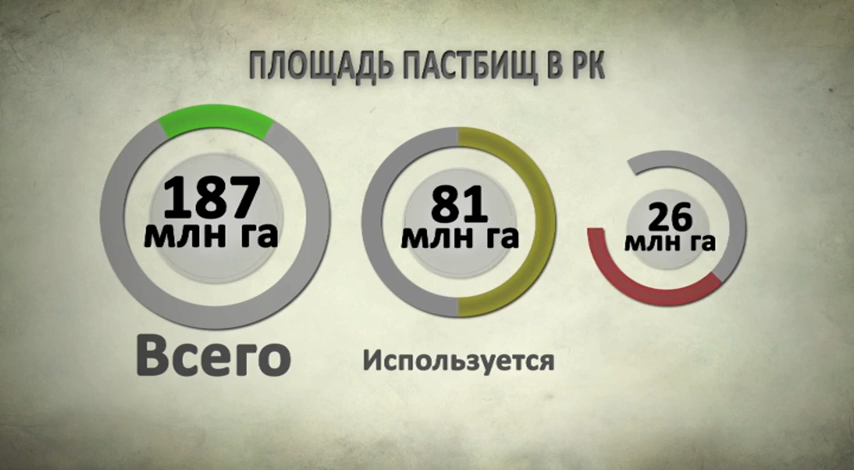 ПЛОЩАДЬ ПАСТБИЩ В РК
187
млн га
81
млн га
26
млн га
Всего
Используется